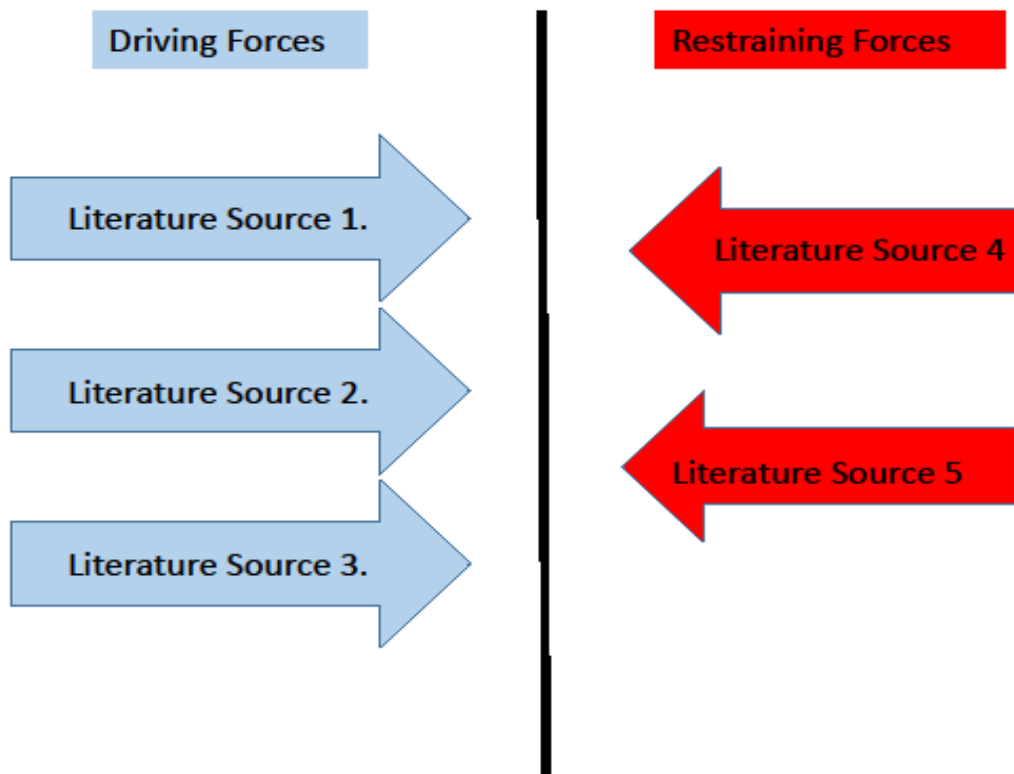 Driving Forces
Restraining Forces
Literature Source 1.
Literature Source 2.
Literature Source 3.
Literature Source 4
Literature Source 5